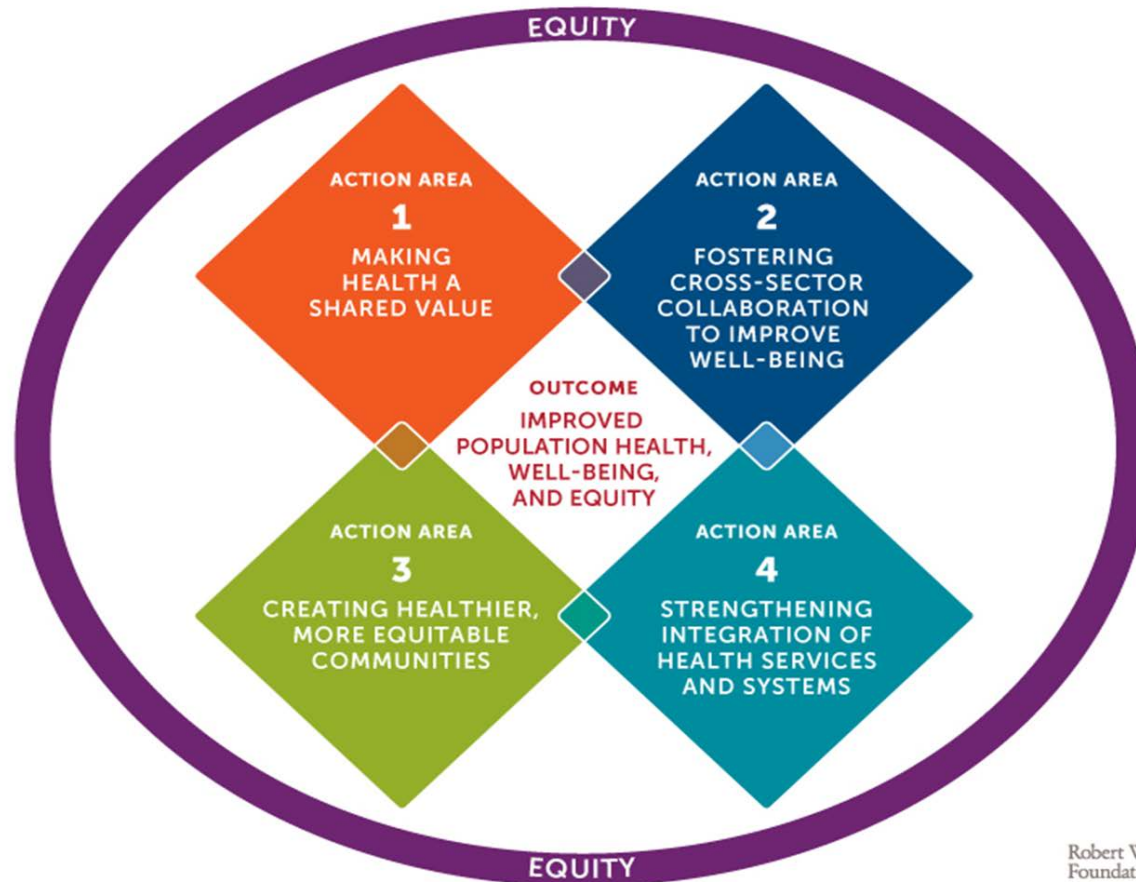 EQUITY
ACTION AREA
1
MAKING
HEALTH A
SHARED VALUE
ACTION AREA
2
FOSTERING
CROSS-SECTOR
COLLABORATION
TO IMPROVE
WELL-BEING
OUTCOME
IMPROVED
POPULATION HEALTH,
WELL-BEING,
AND EQUITY
ACTION AREA
3
CREATING HEALTHIER,
MORE EQUITABLE
COMMUNITIES
ACTION AREA
4
STRENGTHENING
INTEGRATION OF
HEALTH SERVICES
AND SYSTEMS
EQUITY
Robert